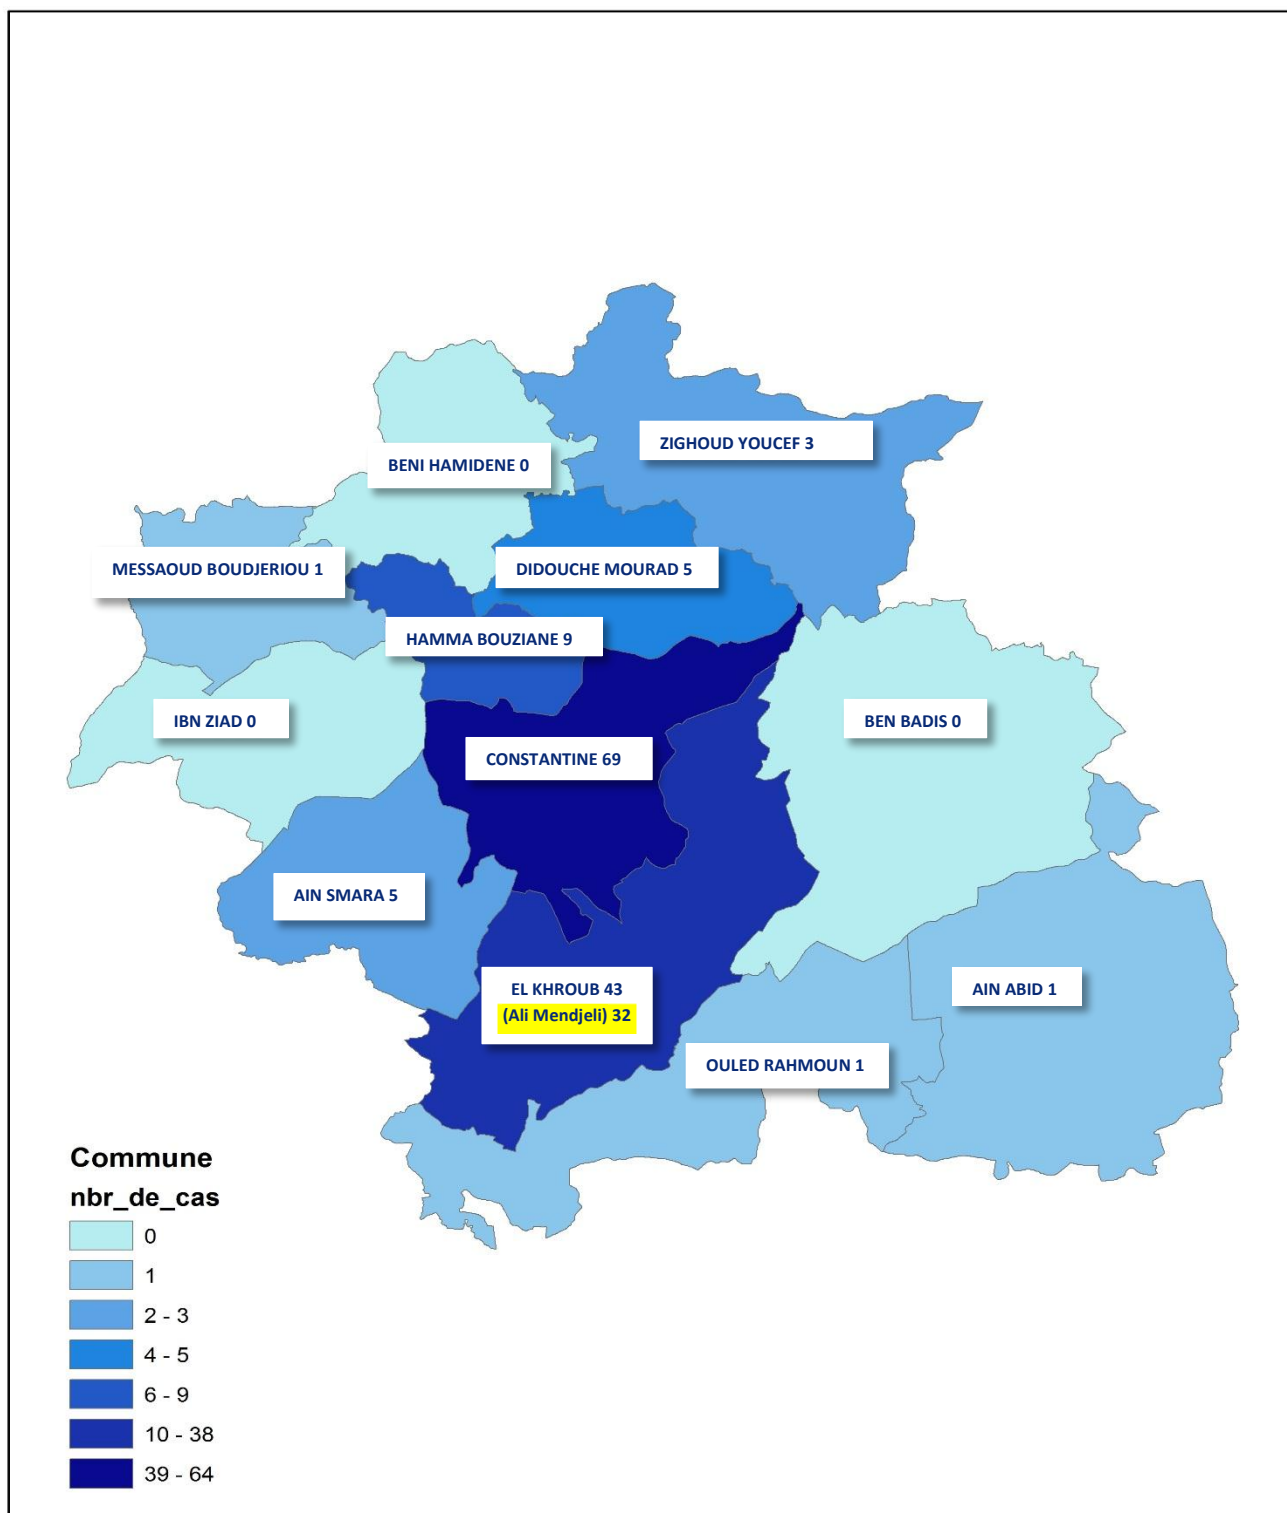 ZIGHOUD YOUCEF 3
BENI HAMIDENE 0
MESSAOUD BOUDJERIOU 1
DIDOUCHE MOURAD 5
HAMMA BOUZIANE 9
IBN ZIAD 0
BEN BADIS 0
CONSTANTINE 69
AIN SMARA 5
EL KHROUB 43
(Ali Mendjeli) 32
AIN ABID 1
OULED RAHMOUN 1
Commune
nbr_de_cas
0
1
2 - 3
4 - 5
6 - 9
10 - 38
39 - 64